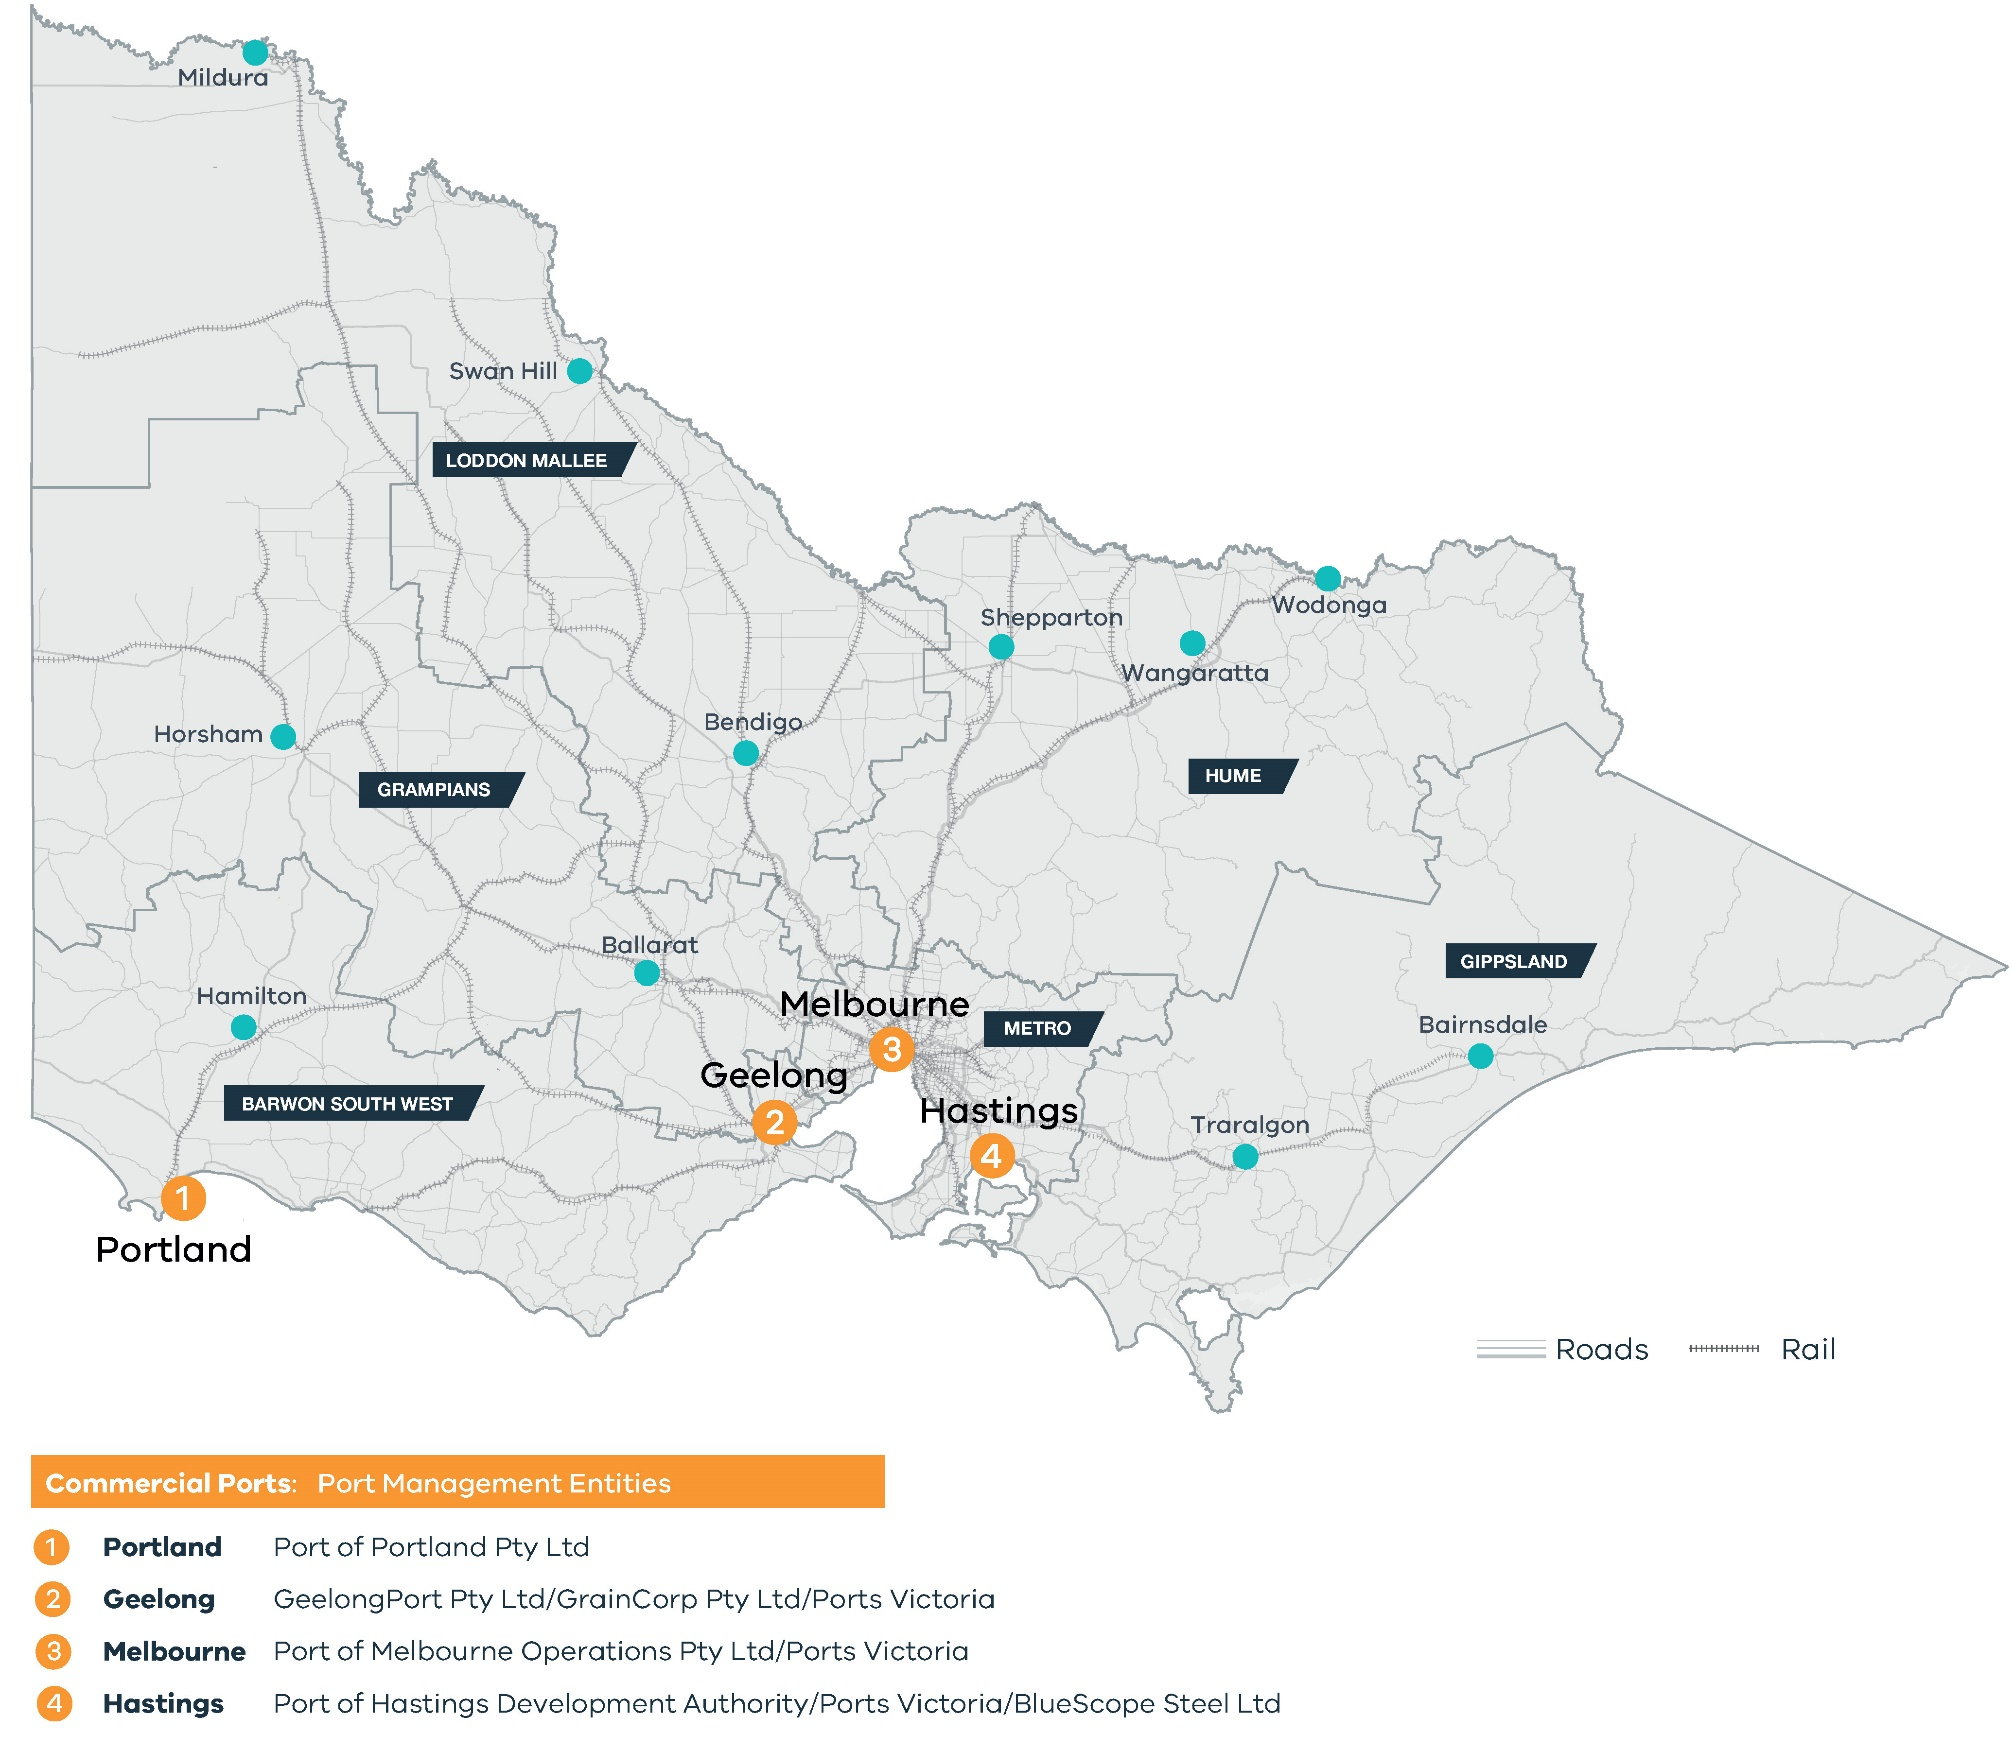 Mildura
Swan Hill
LODDON MALLEE
Shepparton
Wodonga
Wangaratta
Bendigo
Horsham
HUME
GRAMPIANS
Ballarat
GIPPSLAND
Hamilton
Melbourne
METRO
Bairnsdale
3
Geelong
BARWON SOUTH WEST
Hastings
2
Traralgon
4
1
Portland
Roads
Rail
Commercial Ports: Port Management Entities
1 Portland Port of Portland Pty Ltd
2 Geelong GeelongPort Pty Ltd/GrainCorp Pty Ltd/Ports Victoria
3 Melbourne Port of Melbourne Operations Pty Ltd/Ports Victoria
4 Hastings Port of Hastings Development Authority/Ports Victoria/BlueScope Steel Ltd